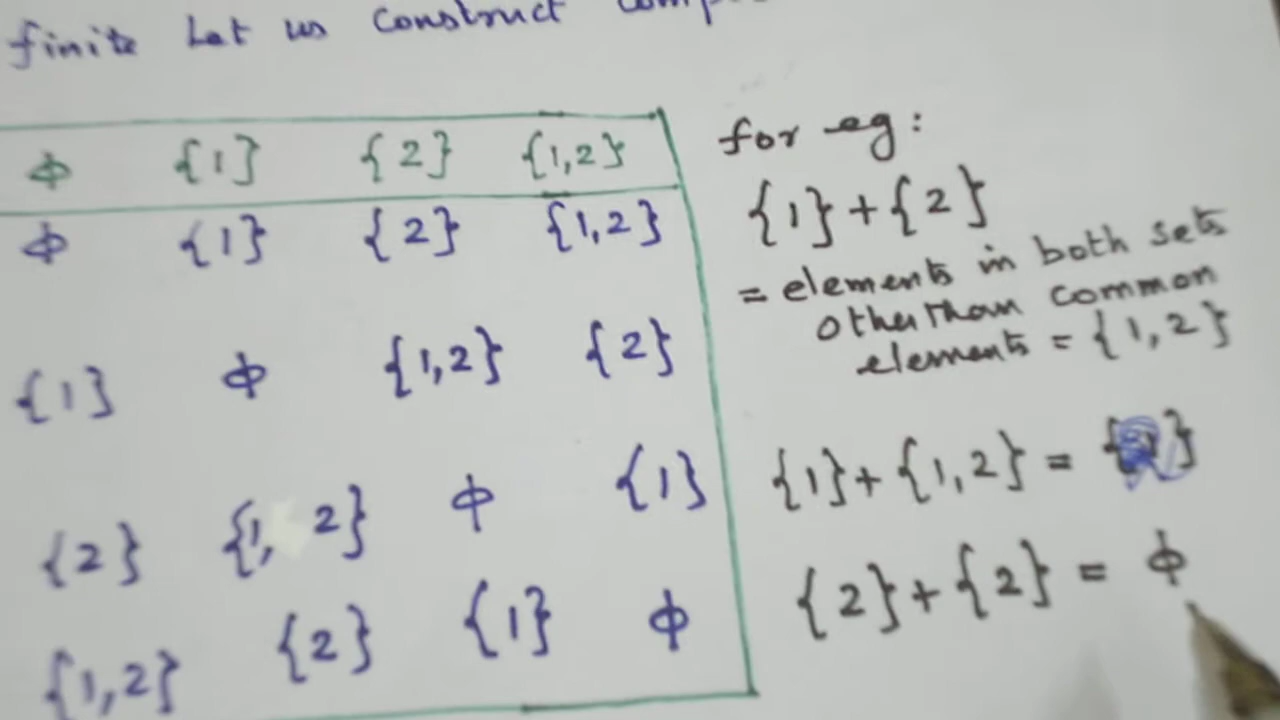 finite Let us construct
ф {1} {2} {1,2}
ф {1} {2} {1,2}
{1} ф {1,2} {2}
{2} {1, 2} ф {1}
{1,2} {2} {1} ф
for eg:
{1}+{2}
= elements in both sets
other than common
elements = {1,2}
{1}+{1,2} =
{2}+{2} = ф